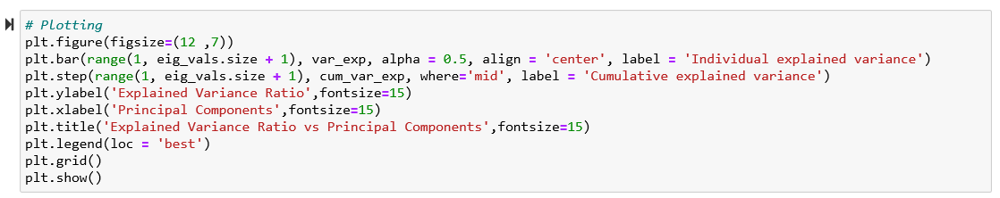 # Plotting
plt.figure(figsize=(12 ,7))
plt.bar(range(1, eig_vals.size + 1), var_exp, alpha = 0.5, align = 'center', label = 'Individual explained variance')
plt.step(range(1, eig_vals.size + 1), cum_var_exp, where='mid', label = 'Cumulative explained variance')
plt.ylabel('Explained Variance Ratio',fontsize=15)
plt.xlabel('Principal Components',fontsize=15)
plt.title('Explained Variance Ratio vs Principal Components',fontsize=15)
plt.legend(loc = 'best')
plt.grid()
plt.show()